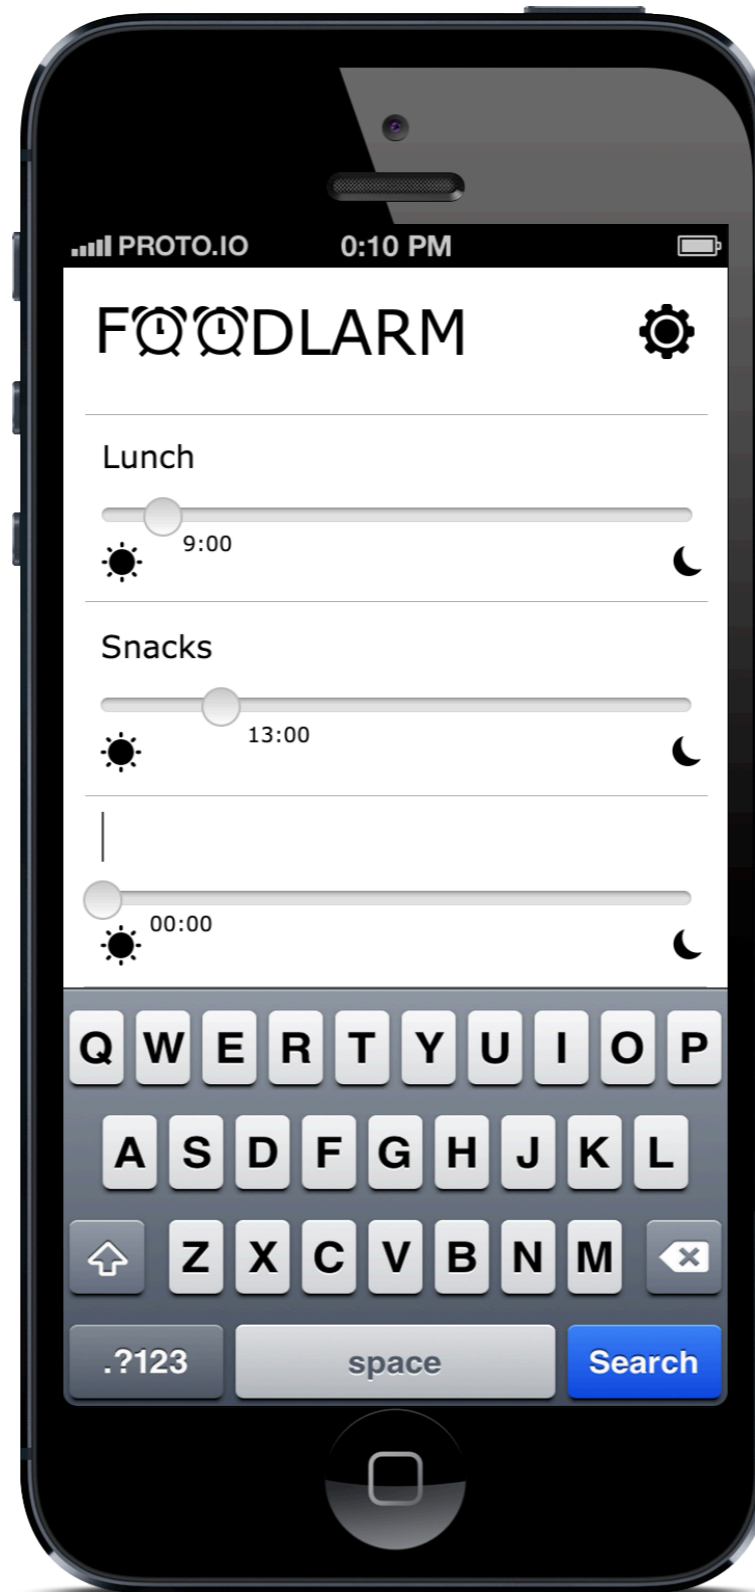 PROTO.IO 0:10 PM
FOODLARM
Lunch
9:00
Snacks
13:00
00:00
Q W E R T Y U I O P
A S D F G H J K L
Z X C V B N M
.?123 space Search